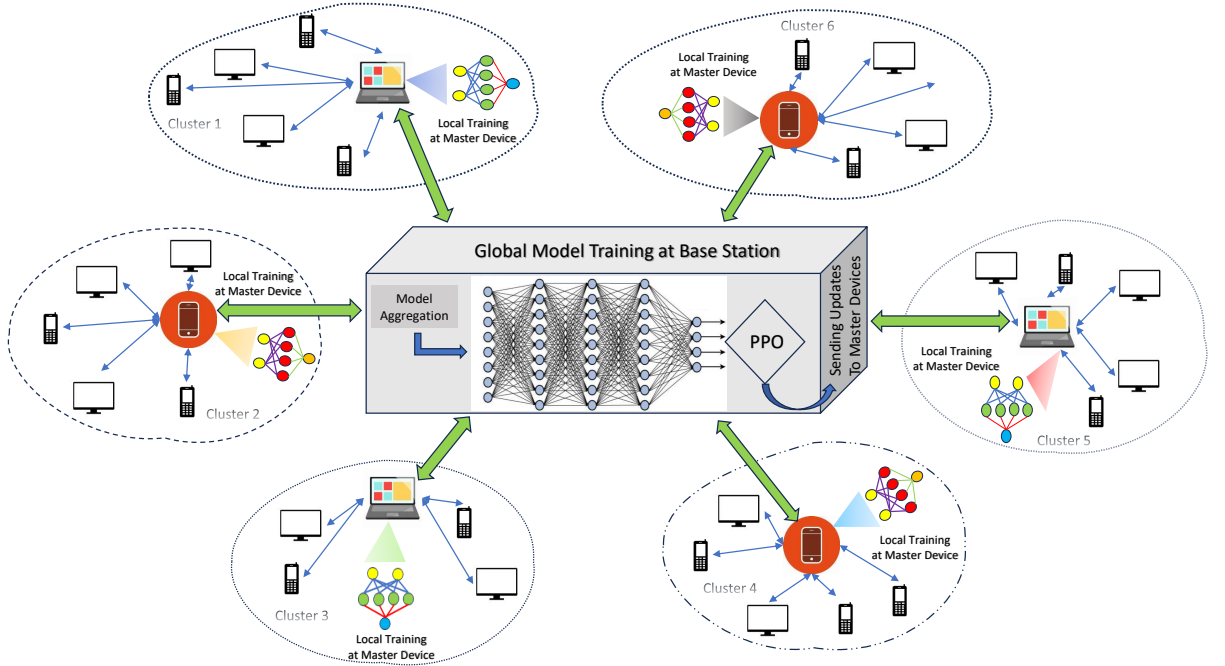 Cluster 1
Local Training
at Master Device
Cluster 6
Local Training
at Master Device
Local Training
at Master Device
Cluster 2
Global Model Training at Base Station
Model
Aggregation
PPO
Sending Updates
To Master Devices
Local Training
at Master Device
Cluster 5
Cluster 3
Local Training
at Master Device
Cluster 4
Local Training
at Master Device